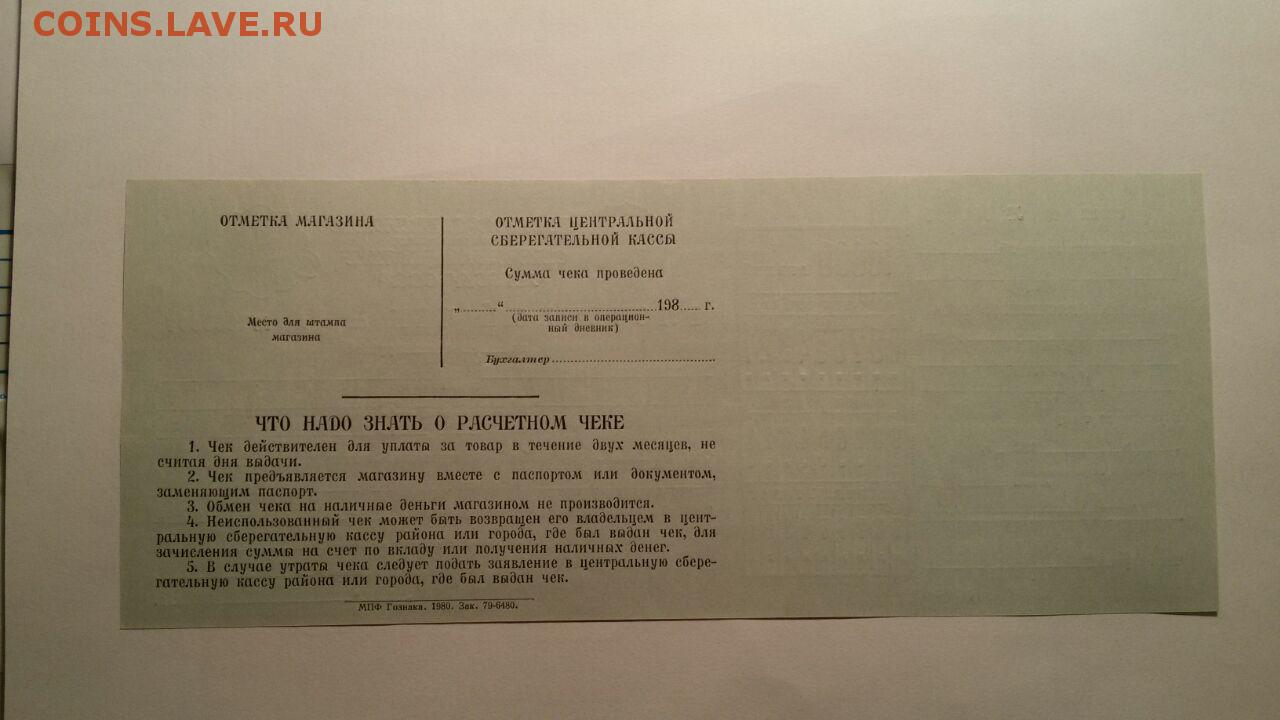 COINS.LAVE.RU
ОТМЕТКА МАГАЗИНА
Место для штампа
магазина
ОТМЕТКА ЦЕНТРАЛЬНОЙ
СБЕРЕГАТЕЛЬНОЙ КАССЫ
Сумма чека проведена
„..........“ ........................................ 198..... г.
(дата записи в операцион-
ный дневник)
Бухгалтер ........................................
ЧТО НАДО ЗНАТЬ О РАСЧЕТНОМ ЧЕКЕ
1. Чек действителен для уплаты за товар в течение двух месяцев, не
считая дня выдачи.
2. Чек предъявляется магазину вместе с паспортом или документом,
заменяющим паспорт.
3. Обмен чека на наличные деньги магазином не производится.
4. Неиспользованный чек может быть возвращен его владельцем в цент-
ральную сберегательную кассу района или города, где был выдан чек, для
зачисления суммы на счет по вкладу или получения наличных денег.
5. В случае утраты чека следует подать заявление в центральную сбере-
гательную кассу района или города, где был выдан чек.
МПФ Гознака. 1980. Зак. 79-6480.